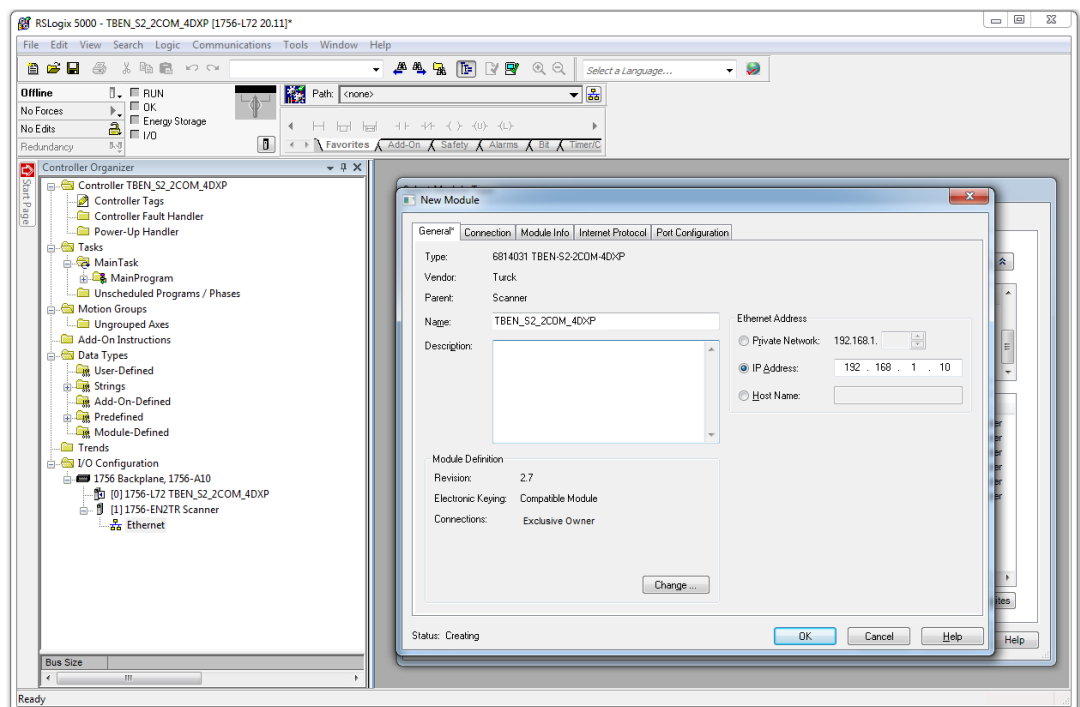 RSLogix 5000 - TBEN_S2_2COM_4DXP [1756-L72 20.11]*
File Edit View Search Logic Communications Tools Window Help
Select a Language...
Offline
RUN
Path: <none>
No Forces
OK
No Edits
Energy Storage
Redundancy
I/O
Favorites Add-On Safety Alarms Bit Timer/C
Start Page
Controller Organizer
Controller TBEN_S2_2COM_4DXP
Controller Tags
Controller Fault Handler
Power-Up Handler
Tasks
MainTask
MainProgram
Unscheduled Programs / Phases
Motion Groups
Ungrouped Axes
Add-On Instructions
Data Types
User-Defined
Strings
Add-On-Defined
Predefined
Module-Defined
Trends
I/O Configuration
1756 Backplane, 1756-A10
[0] 1756-L72 TBEN_S2_2COM_4DXP
[1] 1756-EN2TR Scanner
Ethernet
Bus Size
New Module
General* Connection Module Info Internet Protocol Port Configuration
Type: 6814031 TBEN-S2-2COM-4DXP
Vendor: Turck
Parent: Scanner
Name: TBEN_S2_2COM_4DXP
Description:
Ethernet Address
Private Network: 192.168.1.
IP Address: 192 . 168 . 1 . 10
Host Name:
Module Definition
Revision: 2.7
Electronic Keying: Compatible Module
Connections: Exclusive Owner
Change ...
Status: Creating
OK Cancel Help
Help
Ready